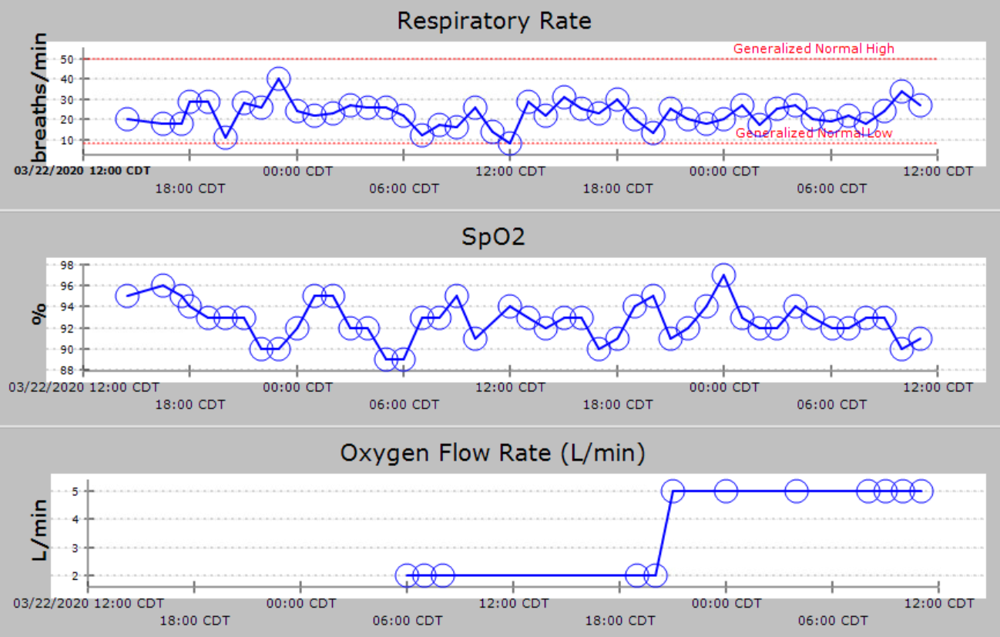 Respiratory Rate
Generalized Normal High
breaths/min
50
40
30
20
10
Generalized Normal Low
03/22/2020 12:00 CDT 00:00 CDT 12:00 CDT 00:00 CDT 12:00 CDT
18:00 CDT 06:00 CDT 18:00 CDT 06:00 CDT
SpO2
%
98
96
94
92
90
88
03/22/2020 12:00 CDT 00:00 CDT 12:00 CDT 00:00 CDT 12:00 CDT
18:00 CDT 06:00 CDT 18:00 CDT 06:00 CDT
Oxygen Flow Rate (L/min)
L/min
5
4
3
2
03/22/2020 12:00 CDT 00:00 CDT 12:00 CDT 00:00 CDT 12:00 CDT
18:00 CDT 06:00 CDT 18:00 CDT 06:00 CDT